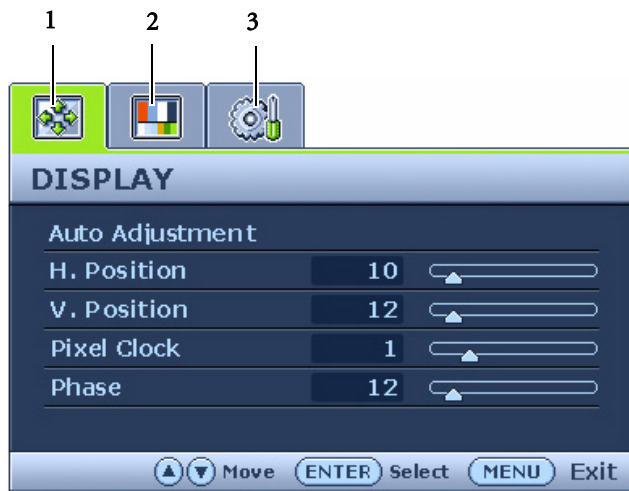 1 2 3
DISPLAY
Auto Adjustment
H. Position 10
V. Position 12
Pixel Clock 1
Phase 12
Move ENTER Select MENU Exit